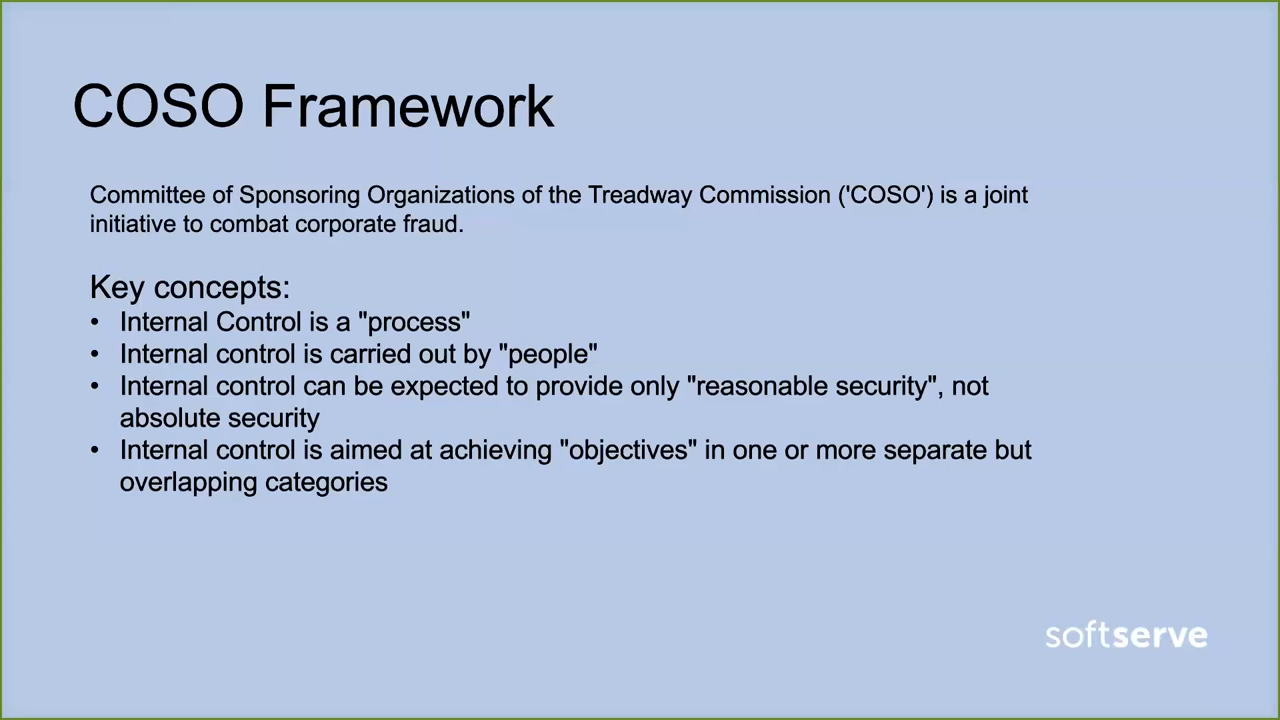 COSO Framework
Committee of Sponsoring Organizations of the Treadway Commission ('COSO') is a joint
initiative to combat corporate fraud.
Key concepts:
• Internal Control is a "process"
• Internal control is carried out by "people"
• Internal control can be expected to provide only "reasonable security", not
absolute security
• Internal control is aimed at achieving "objectives" in one or more separate but
overlapping categories
softserve